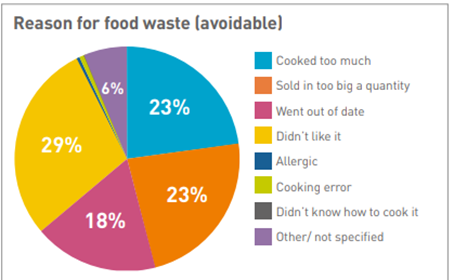 Reason for food waste (avoidable)
6%
23%
29%
23%
18%
Cooked too much
Sold in too big a quantity
Went out of date
Didn't like it
Allergic
Cooking error
Didn't know how to cook it
Other/ not specified